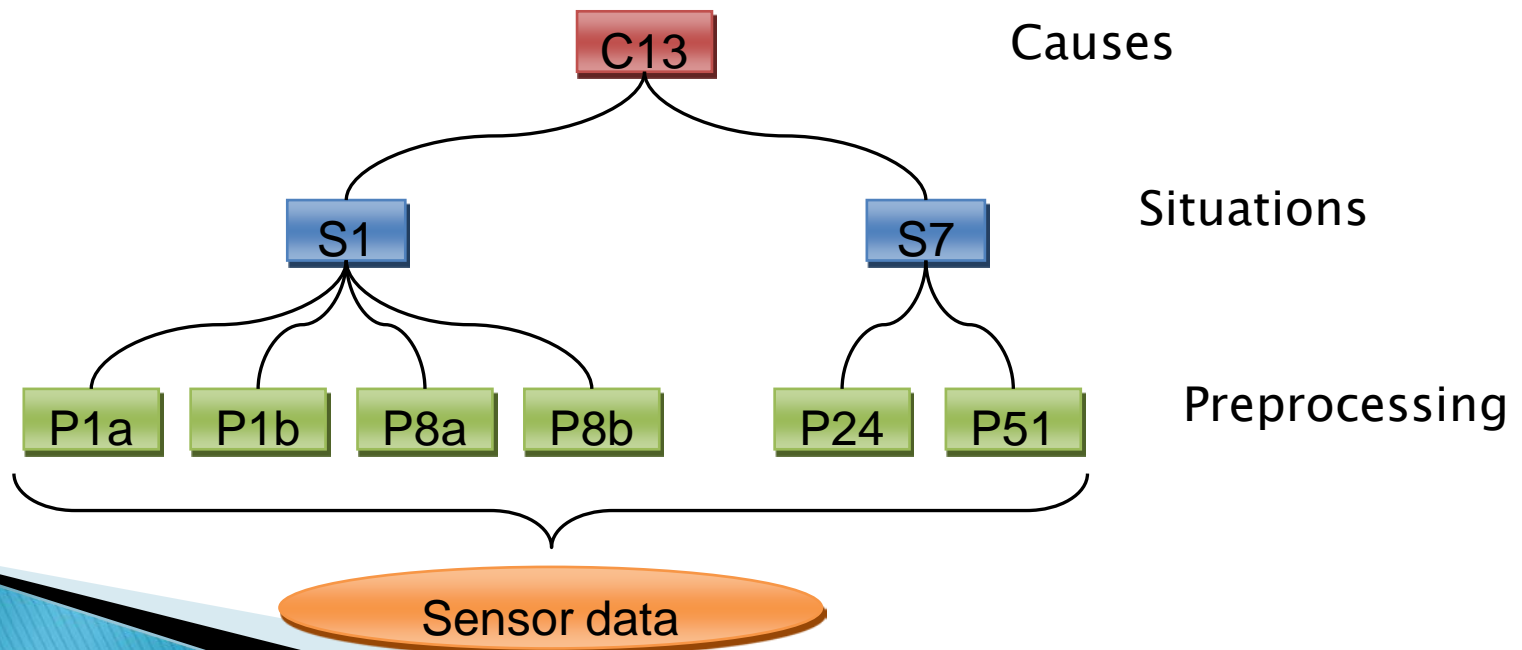 C13
Causes
S1
S7
Situations
P1a
P1b
P8a
P8b
P24
P51
Preprocessing
Sensor data